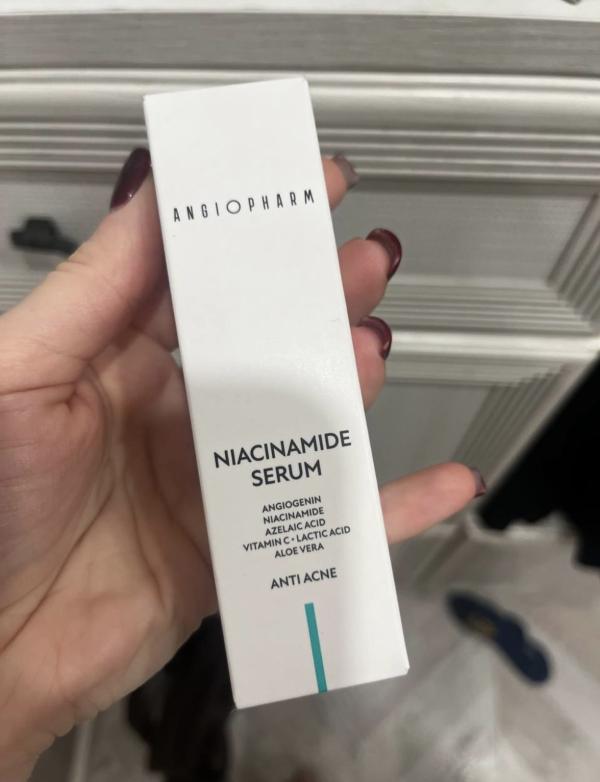 ANGIOPHARM
NIACINAMIDE
SERUM
ANGIOGENIN
NIACINAMIDE
AZELAIC ACID
VITAMIN C • LACTIC ACID
ALOE VERA
ANTI ACNE